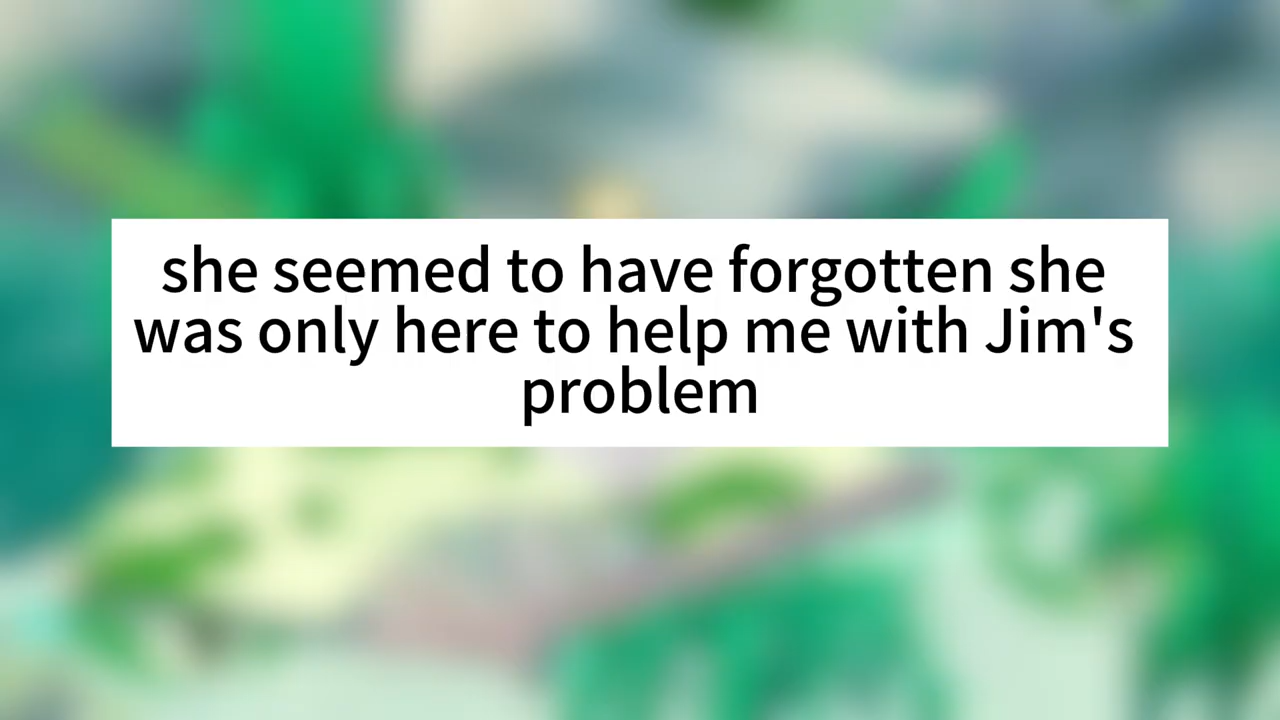 she seemed to have forgotten she
was only here to help me with Jim's
problem